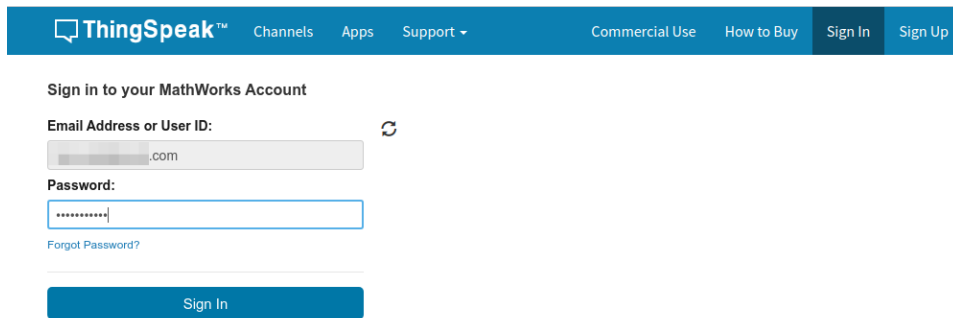 ThingSpeak™ Channels Apps Support Commercial Use How to Buy Sign In Sign Up
Sign in to your MathWorks Account
Email Address or User ID:
.com
Password:
•••••••••••
Forgot Password?
Sign In